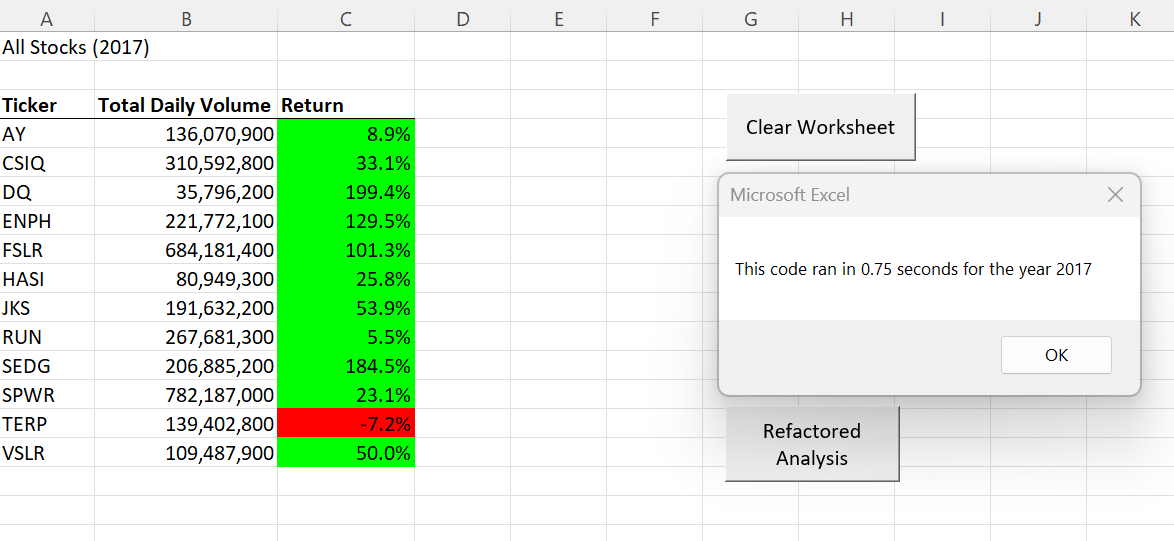 A B C D E F G H I J K
All Stocks (2017)
Ticker Total Daily Volume Return
AY 136,070,900 8.9%
CSIQ 310,592,800 33.1%
DQ 35,796,200 199.4%
ENPH 221,772,100 129.5%
FSLR 684,181,400 101.3%
HASI 80,949,300 25.8%
JKS 191,632,200 53.9%
RUN 267,681,300 5.5%
SEDG 206,885,200 184.5%
SPWR 782,187,000 23.1%
TERP 139,402,800 -7.2%
VSLR 109,487,900 50.0%
Clear Worksheet
Microsoft Excel
This code ran in 0.75 seconds for the year 2017
OK
Refactored
Analysis